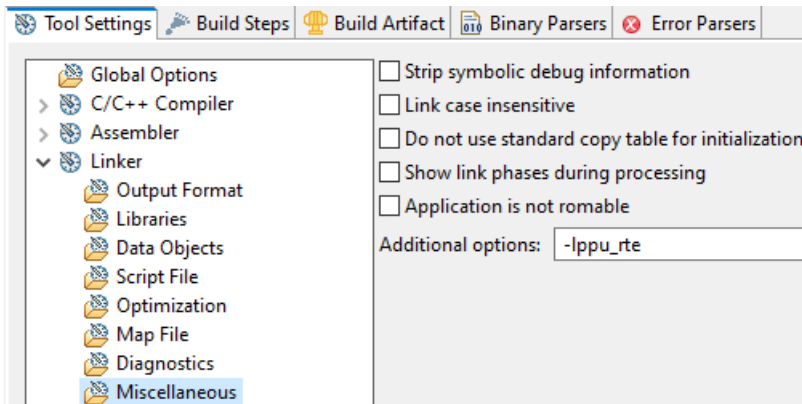 Tool Settings Build Steps Build Artifact Binary Parsers Error Parsers
Global Options
C/C++ Compiler
Assembler
Linker
Output Format
Libraries
Data Objects
Script File
Optimization
Map File
Diagnostics
Miscellaneous
Strip symbolic debug information
Link case insensitive
Do not use standard copy table for initialization
Show link phases during processing
Application is not romable
Additional options: -lppu_rte